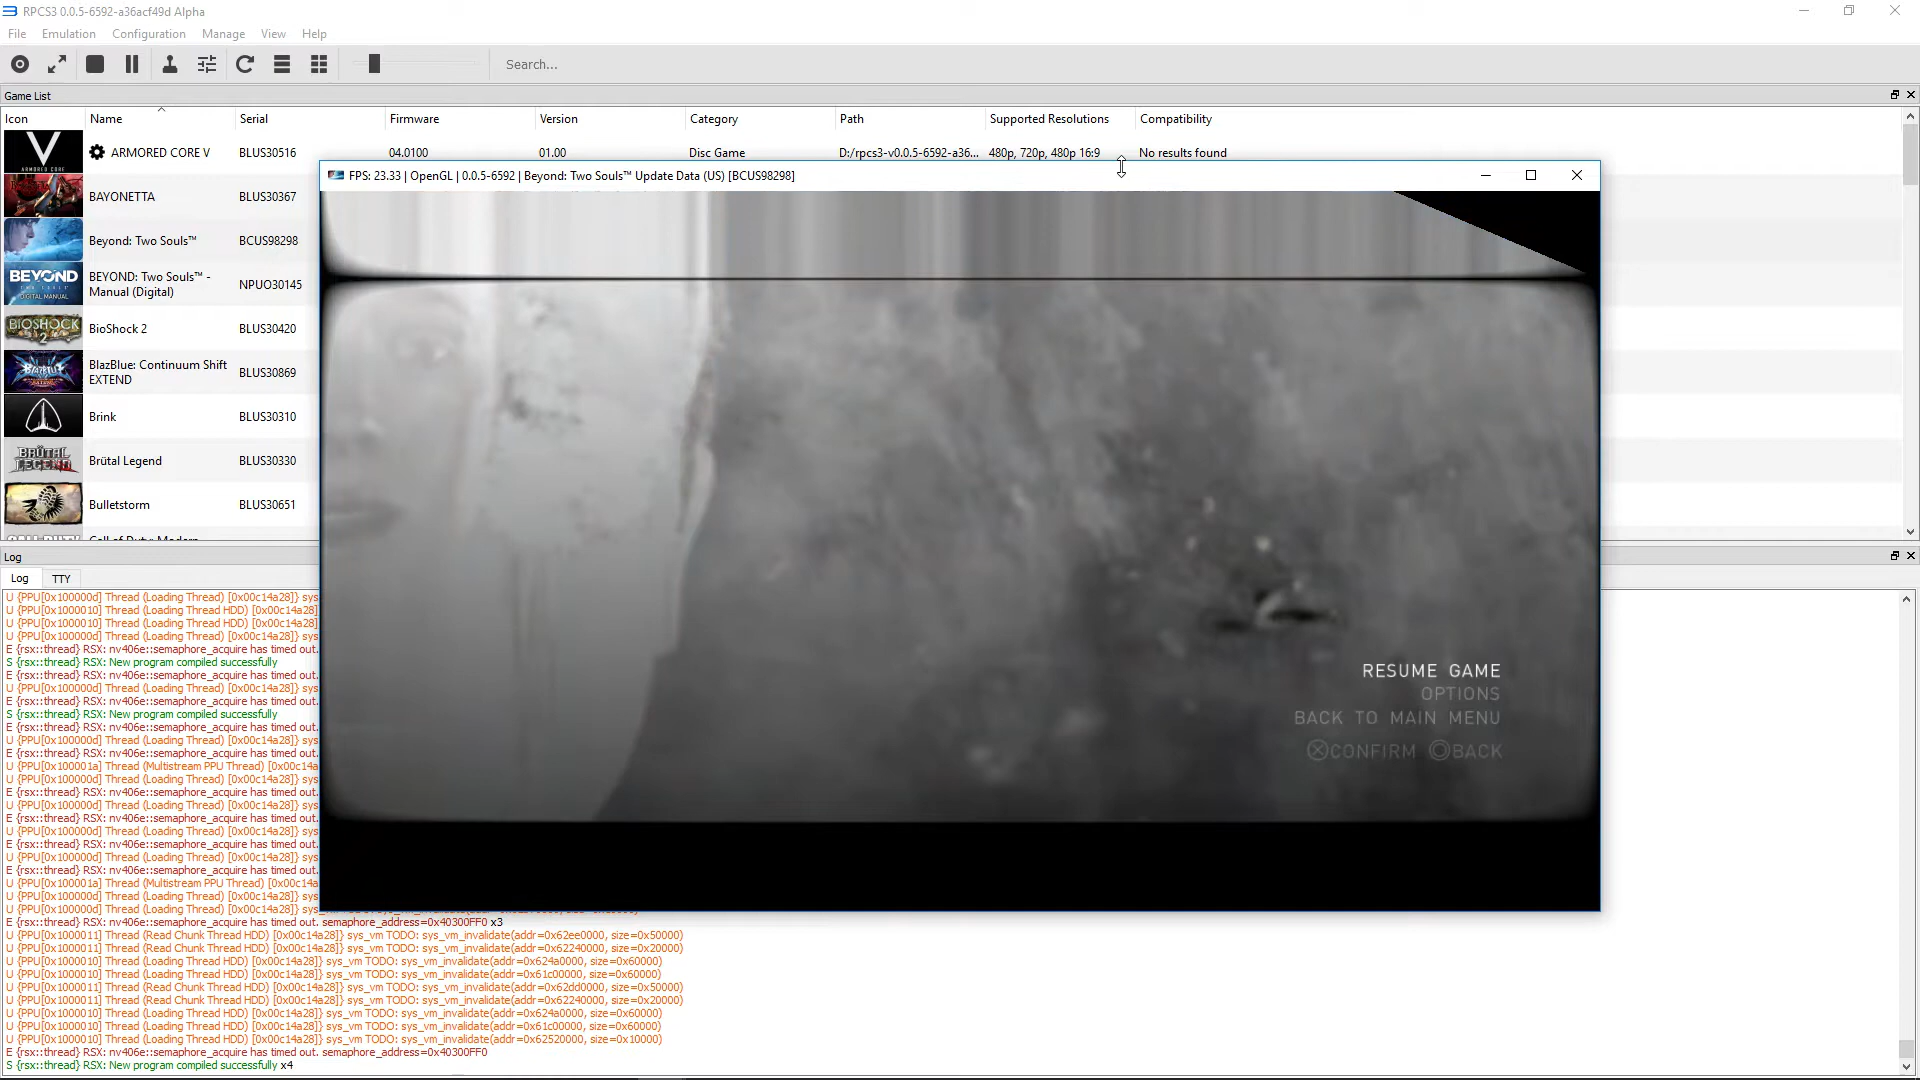 RPCS3 0.0.5-6592-a36acf49d Alpha
File Emulation Configuration Manage View Help
Search...
Game List
Icon Name Serial Firmware Version Category Path Supported Resolutions Compatibility
V ARMORED CORE ARMORED CORE V BLUS30516 04.0100 01.00 Disc Game D:/rpcs3-v0.0.5-6592-a36... 480p, 720p, 480p 16:9 No results found
FPS: 23.33 | OpenGL | 0.0.5-6592 | Beyond: Two Souls™ Update Data (US) [BCUS98298]
BAYONETTA BLUS30367
Beyond: Two Souls™ BCUS98298
BEYOND
DIGITAL MANUAL
BEYOND: Two Souls™ -
Manual (Digital) NPUO30145
BIOSHOCK
2
BioShock 2 BLUS30420
BLAZBLUE
BlazBlue: Continuum Shift
EXTEND BLUS30869
Brink BLUS30310
BRÜTAL
LEGEND
Brütal Legend BLUS30330
Bulletstorm BLUS30651
RESUME GAME
OPTIONS
BACK TO MAIN MENU
CONFIRM BACK
Log
Log TTY
U {PPU[0x100000d] Thread (Loading Thread) [0x00c14a28]} sys
U {PPU[0x1000010] Thread (Loading Thread HDD) [0x00c14a28]
U {PPU[0x1000010] Thread (Loading Thread HDD) [0x00c14a28]
U {PPU[0x100000d] Thread (Loading Thread) [0x00c14a28]} sys
E {rsx::thread} RSX: nv406e::semaphore_acquire has timed out.
S {rsx::thread} RSX: New program compiled successfully
E {rsx::thread} RSX: nv406e::semaphore_acquire has timed out.
U {PPU[0x100000d] Thread (Loading Thread) [0x00c14a28]} sys
E {rsx::thread} RSX: nv406e::semaphore_acquire has timed out.
S {rsx::thread} RSX: New program compiled successfully
E {rsx::thread} RSX: nv406e::semaphore_acquire has timed out.
U {PPU[0x100000d] Thread (Loading Thread) [0x00c14a28]} sys
E {rsx::thread} RSX: nv406e::semaphore_acquire has timed out.
U {PPU[0x100001a] Thread (Multistream PPU Thread) [0x00c14a
U {PPU[0x100000d] Thread (Loading Thread) [0x00c14a28]} sys
E {rsx::thread} RSX: nv406e::semaphore_acquire has timed out.
U {PPU[0x100000d] Thread (Loading Thread) [0x00c14a28]} sys
E {rsx::thread} RSX: nv406e::semaphore_acquire has timed out.
U {PPU[0x100000d] Thread (Loading Thread) [0x00c14a28]} sys
E {rsx::thread} RSX: nv406e::semaphore_acquire has timed out.
U {PPU[0x100000d] Thread (Loading Thread) [0x00c14a28]} sys
E {rsx::thread} RSX: nv406e::semaphore_acquire has timed out.
U {PPU[0x100001a] Thread (Multistream PPU Thread) [0x00c14a
U {PPU[0x100000d] Thread (Loading Thread) [0x00c14a28]} sys
U {PPU[0x100000d] Thread (Loading Thread) [0x00c14a28]}
E {rsx::thread} RSX: nv406e::semaphore_acquire has timed out. semaphore_address=0x40300FF0 x3
U {PPU[0x1000011] Thread (Read Chunk Thread HDD) [0x00c14a28]} sys_vm TODO: sys_vm_invalidate(addr=0x62ee0000, size=0x50000)
U {PPU[0x1000011] Thread (Read Chunk Thread HDD) [0x00c14a28]} sys_vm TODO: sys_vm_invalidate(addr=0x62240000, size=0x20000)
U {PPU[0x1000010] Thread (Loading Thread HDD) [0x00c14a28]} sys_vm TODO: sys_vm_invalidate(addr=0x624a0000, size=0x60000)
U {PPU[0x1000010] Thread (Loading Thread HDD) [0x00c14a28]} sys_vm TODO: sys_vm_invalidate(addr=0x61c00000, size=0x60000)
U {PPU[0x1000011] Thread (Read Chunk Thread HDD) [0x00c14a28]} sys_vm TODO: sys_vm_invalidate(addr=0x62dd0000, size=0x50000)
U {PPU[0x1000011] Thread (Read Chunk Thread HDD) [0x00c14a28]} sys_vm TODO: sys_vm_invalidate(addr=0x62240000, size=0x20000)
U {PPU[0x1000010] Thread (Loading Thread HDD) [0x00c14a28]} sys_vm TODO: sys_vm_invalidate(addr=0x624a0000, size=0x60000)
U {PPU[0x1000010] Thread (Loading Thread HDD) [0x00c14a28]} sys_vm TODO: sys_vm_invalidate(addr=0x61c00000, size=0x60000)
U {PPU[0x1000010] Thread (Loading Thread HDD) [0x00c14a28]} sys_vm TODO: sys_vm_invalidate(addr=0x62520000, size=0x10000)
E {rsx::thread} RSX: nv406e::semaphore_acquire has timed out. semaphore_address=0x40300FF0
S {rsx::thread} RSX: New program compiled successfully x4